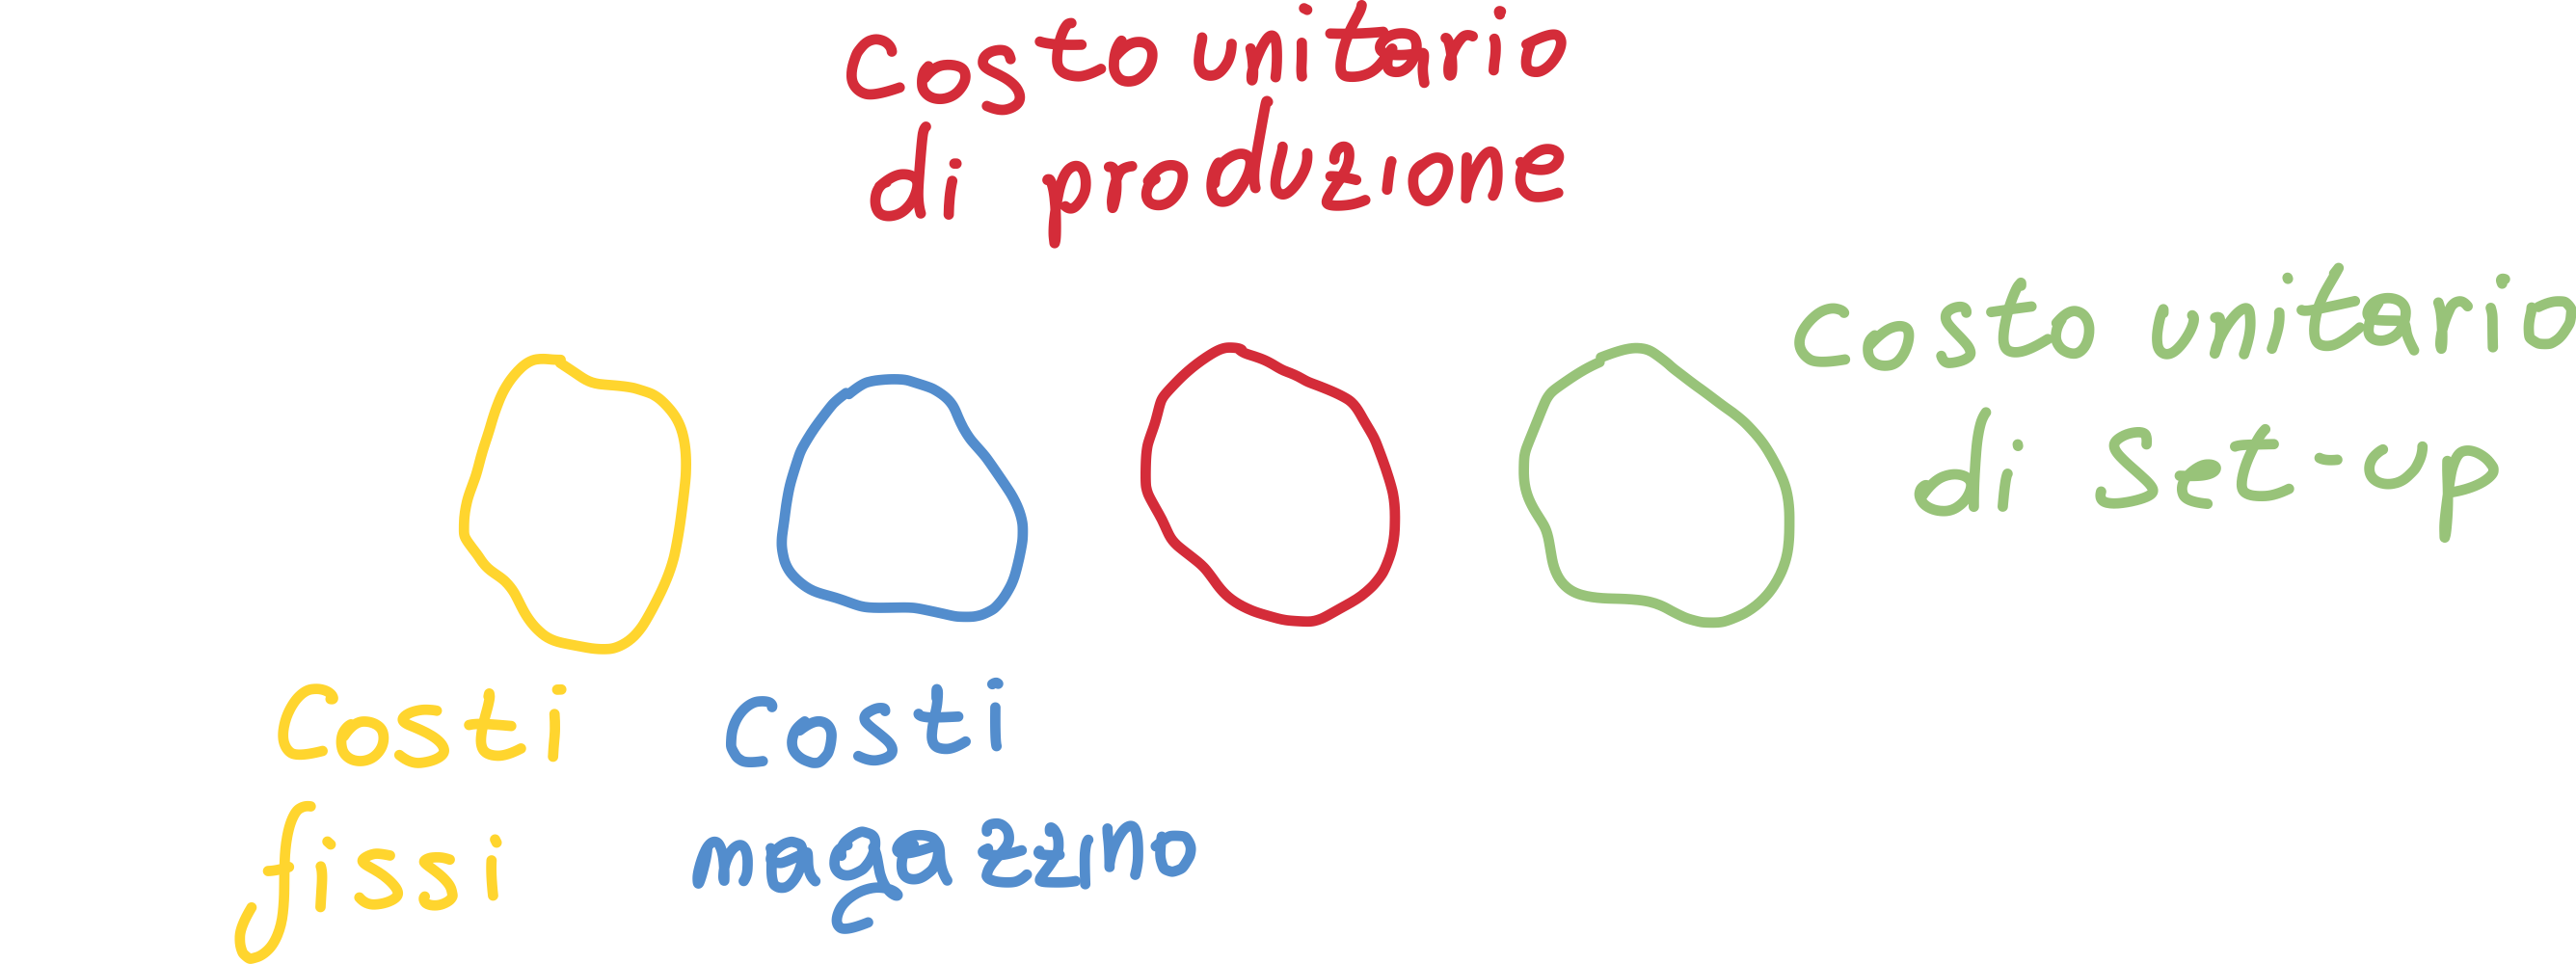 Costo unitario
di produzione
costo unitario
di Set-up
Costi
fissi
Costi
magazzino